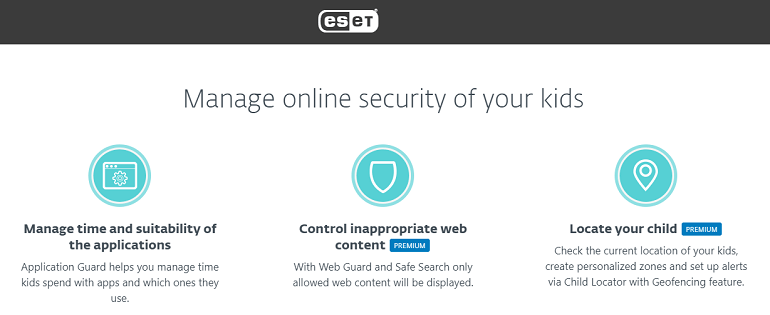 eset
Manage online security of your kids
Manage time and suitability of
the applications
Application Guard helps you manage time
kids spend with apps and which ones they
use.
Control inappropriate web
content PREMIUM
With Web Guard and Safe Search only
allowed web content will be displayed.
Locate your child PREMIUM
Check the current location of your kids,
create personalized zones and set up alerts
via Child Locator with Geofencing feature.